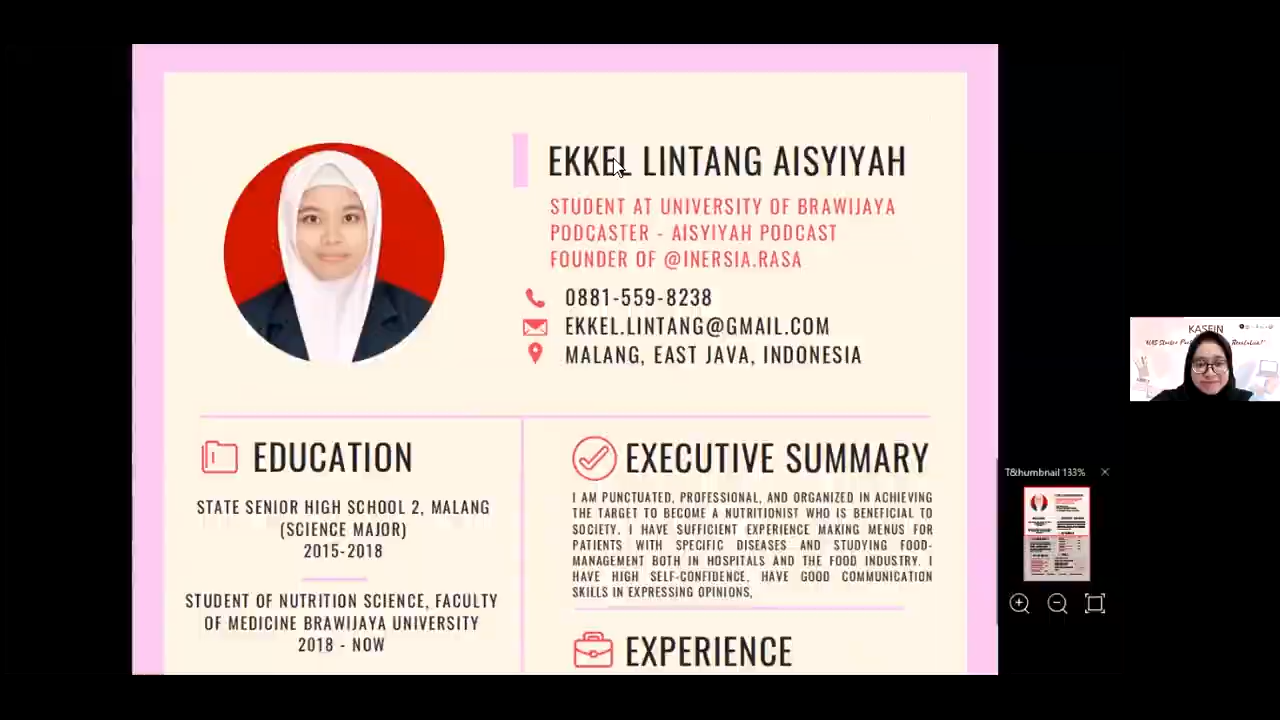 EKKEL LINTANG AISYIYAH
STUDENT AT UNIVERSITY OF BRAWIJAYA
PODCASTER - AISYIYAH PODCAST
FOUNDER OF @INERSIA.RASA
0881-559-8238
EKKEL.LINTANG@GMAIL.COM
MALANG, EAST JAVA, INDONESIA
EDUCATION
STATE SENIOR HIGH SCHOOL 2, MALANG
(SCIENCE MAJOR)
2015-2018
STUDENT OF NUTRITION SCIENCE, FACULTY
OF MEDICINE BRAWIJAYA UNIVERSITY
2018 - NOW
EXECUTIVE SUMMARY
I AM PUNCTUATED, PROFESSIONAL, AND ORGANIZED IN ACHIEVING
THE TARGET TO BECOME A NUTRITIONIST WHO IS BENEFICIAL TO
SOCIETY. I HAVE SUFFICIENT EXPERIENCE MAKING MENUS FOR
PATIENTS WITH SPECIFIC DISEASES AND STUDYING FOOD-
MANAGEMENT BOTH IN HOSPITALS AND THE FOOD INDUSTRY. I
HAVE HIGH SELF-CONFIDENCE, HAVE GOOD COMMUNICATION
SKILLS IN EXPRESSING OPINIONS,
EXPERIENCE
T&thumbnail 133%
KASEIN